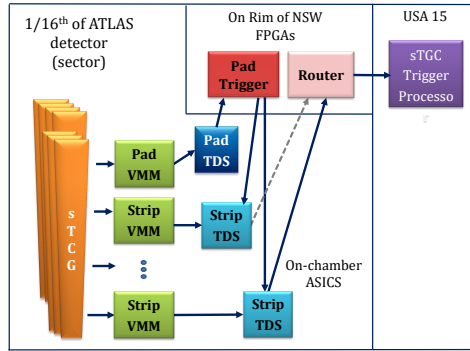 1/16th of ATLAS
detector
(sector)
On Rim of NSW
FPGAs
USA 15
Pad
Trigger
Router
sTGC
Trigger
Processo
r
Pad
VMM
Pad
TDS
s
T
C
G
Strip
VMM
Strip
TDS
On-chamber
ASICS
Strip
VMM
Strip
TDS